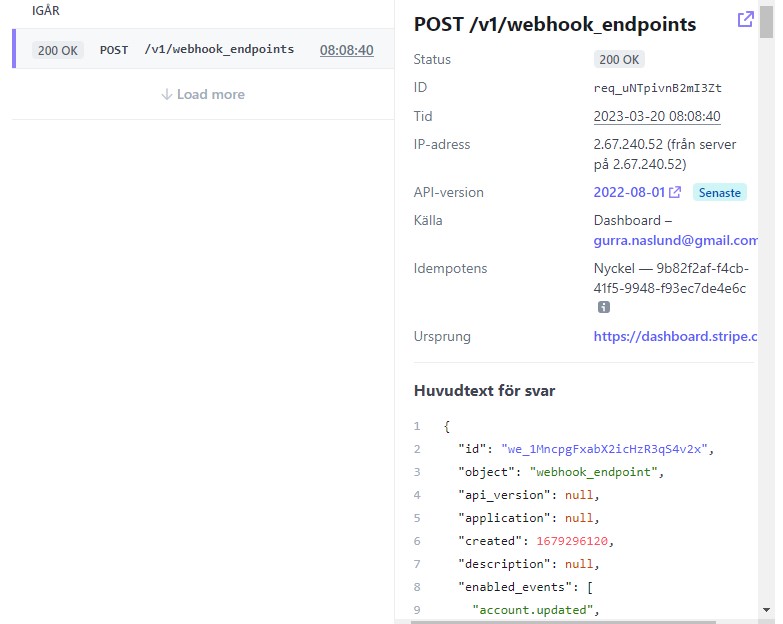 IGÅR
200 OK POST /v1/webhook_endpoints 08:08:40
Load more
POST /v1/webhook_endpoints
Status 200 OK
ID req_uNTpivnB2mI3Zt
Tid 2023-03-20 08:08:40
IP-adress 2.67.240.52 (från server
på 2.67.240.52)
API-version 2022-08-01 Senaste
Källa Dashboard –
gurra.naslund@gmail.com
Idempotens Nyckel — 9b82f2af-f4cb-
41f5-9948-f93ec7de4e6c
Ursprung https://dashboard.stripe.c
Huvudtext för svar
1 {
2 "id": "we_1MncpgFxabX2icHzR3qS4v2x",
3 "object": "webhook_endpoint",
4 "api_version": null,
5 "application": null,
6 "created": 1679296120,
7 "description": null,
8 "enabled_events": [
9 "account.updated",